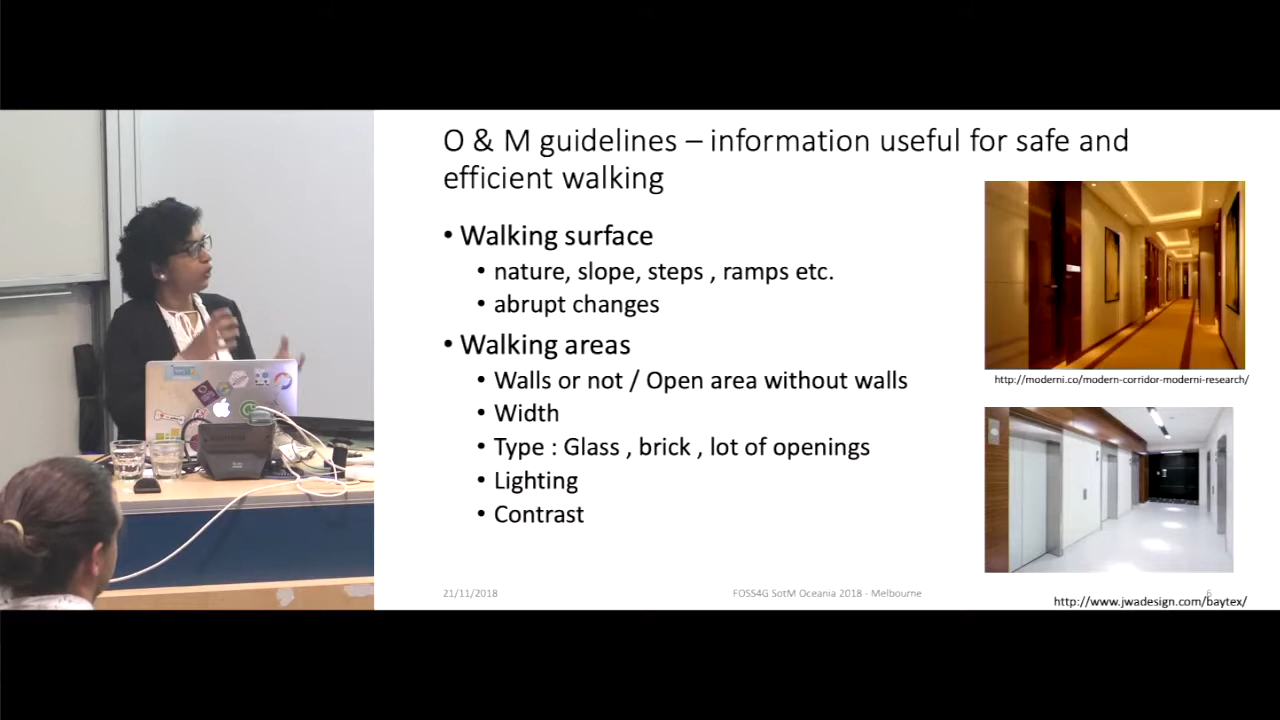 O & M guidelines – information useful for safe and
efficient walking
• Walking surface
• nature, slope, steps , ramps etc.
• abrupt changes
• Walking areas
• Walls or not / Open area without walls
• Width
• Type : Glass , brick , lot of openings
• Lighting
• Contrast
http://moderni.co/modern-corridor-moderni-research/
21/11/2018
FOSS4G SotM Oceania 2018 - Melbourne
6
http://www.jwadesign.com/baytex/